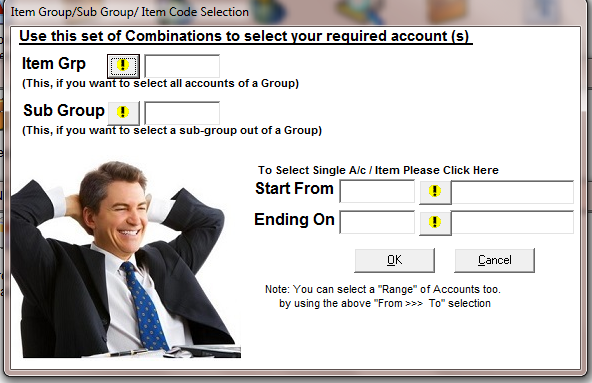 Item Group/Sub Group/ Item Code Selection
Use this set of Combinations to select your required account (s)
Item Grp !
(This, if you want to select all accounts of a Group)
Sub Group !
(This, if you want to select a sub-group out of a Group)
To Select Single A/c / Item Please Click Here
Start From !
Ending On !
OK Cancel
Note: You can select a "Range" of Accounts too.
by using the above "From >>> To" selection